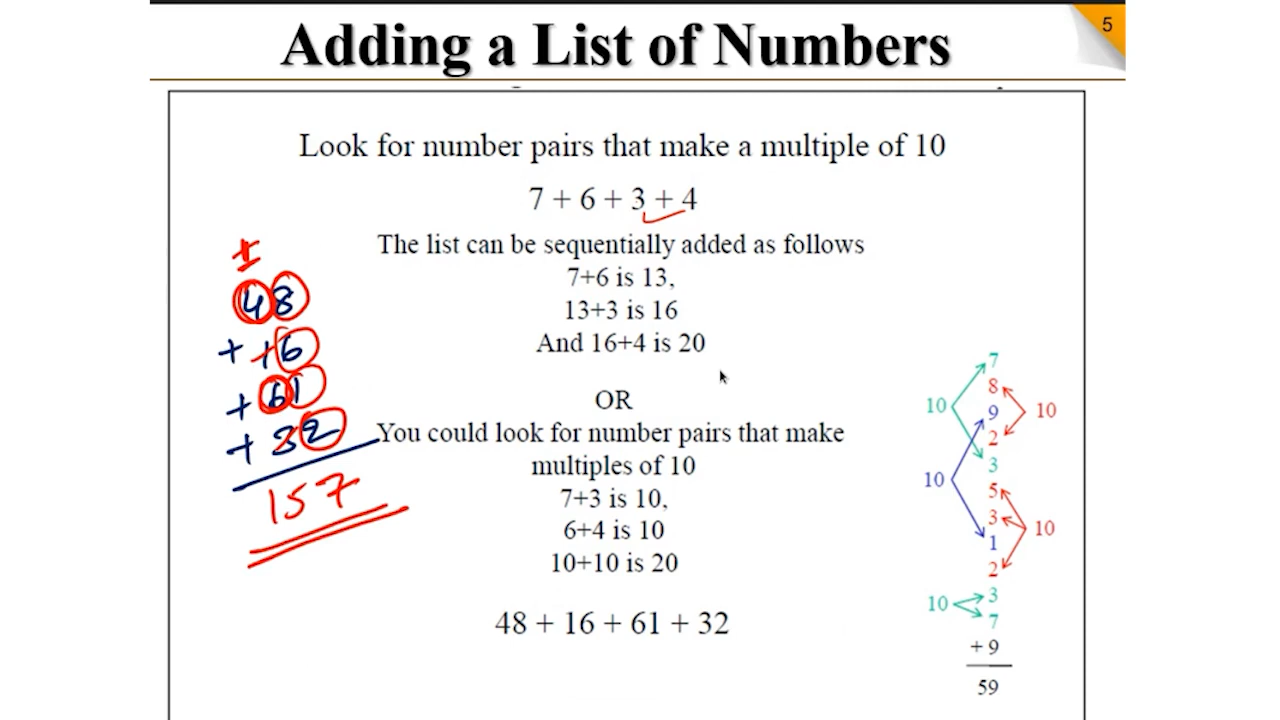 5
Adding a List of Numbers
Look for number pairs that make a multiple of 10
7 + 6 + 3 + 4
The list can be sequentially added as follows
7+6 is 13,
13+3 is 16
And 16+4 is 20
OR
You could look for number pairs that make
multiples of 10
7+3 is 10,
6+4 is 10
10+10 is 20
48 + 16 + 61 + 32
1
48
+ 16
+ 61
+ 32
157
7
8
10
9
10
2
3
10
5
3
10
1
2
10
3
7
+ 9
59